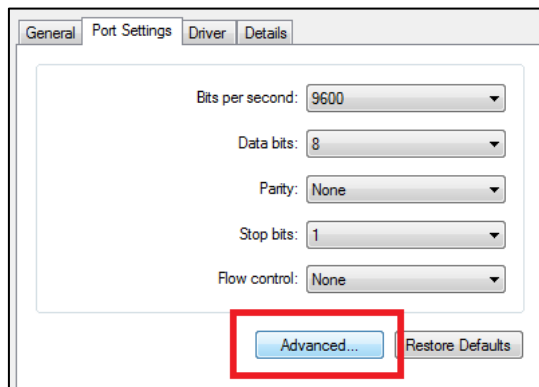 General Port Settings Driver Details
Bits per second: 9600
Data bits: 8
Parity: None
Stop bits: 1
Flow control: None
Advanced... Restore Defaults